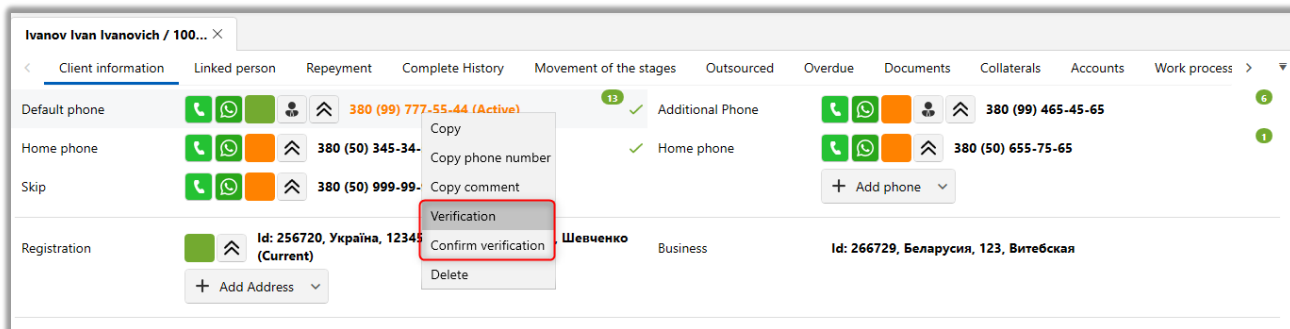 Ivanov Ivan Ivanovich / 100...
Client information Linked person Repeyment Complete History Movement of the stages Outsourced Overdue Documents Collaterals Accounts Work process
Default phone 380 (99) 777-55-44 (Active) 13 Additional Phone 380 (99) 465-45-65 6
Copy
Home phone 380 (50) 345-34- Home phone 380 (50) 655-75-65 1
Copy phone number
Skip 380 (50) 999-99- Copy comment + Add phone
Verification
Registration Id: 256720, Україна, 12345 Шевченко Business Id: 266729, Беларусия, 123, Витебская
Confirm verification
(Current)
Delete
+ Add Address